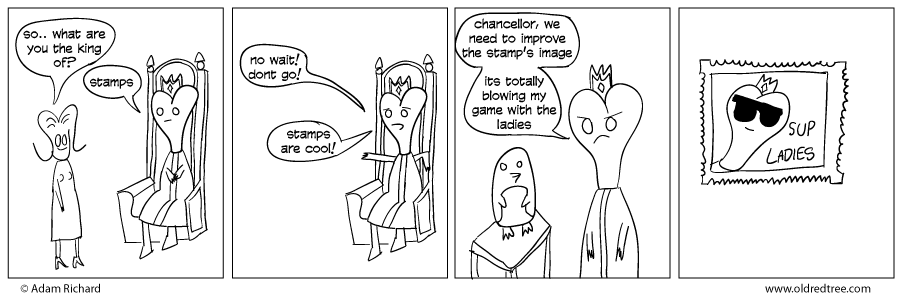 so.. what are
you the king
of?
stamps
no wait!
dont go!
stamps
are cool!
chancellor, we
need to improve
the stamp's image
its totally
blowing my
game with the
ladies
SUP
LADIES
© Adam Richard
www.oldredtree.com